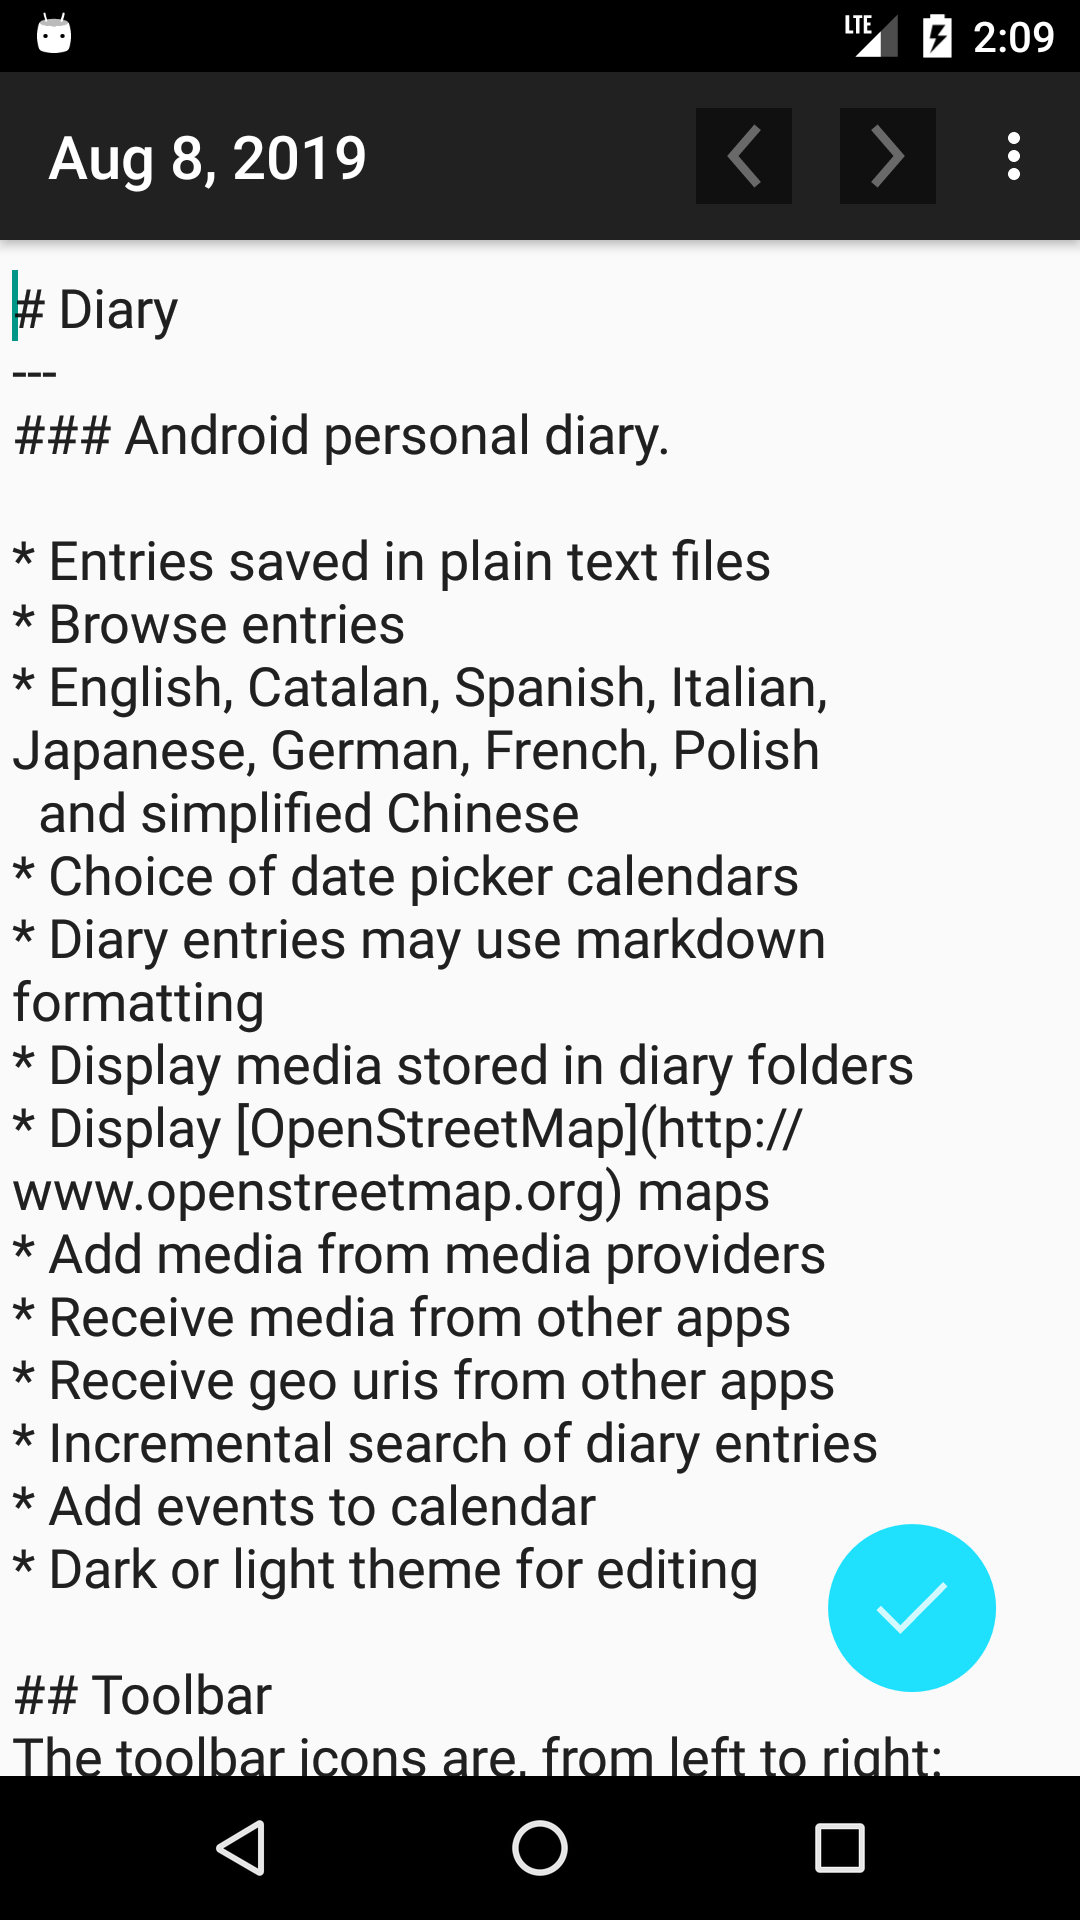 LTE 2:09
Aug 8, 2019
# Diary
---
### Android personal diary.
* Entries saved in plain text files
* Browse entries
* English, Catalan, Spanish, Italian,
Japanese, German, French, Polish
and simplified Chinese
* Choice of date picker calendars
* Diary entries may use markdown
formatting
* Display media stored in diary folders
* Display [OpenStreetMap](http://
www.openstreetmap.org) maps
* Add media from media providers
* Receive media from other apps
* Receive geo uris from other apps
* Incremental search of diary entries
* Add events to calendar
* Dark or light theme for editing
## Toolbar
The toolbar icons are, from left to right: